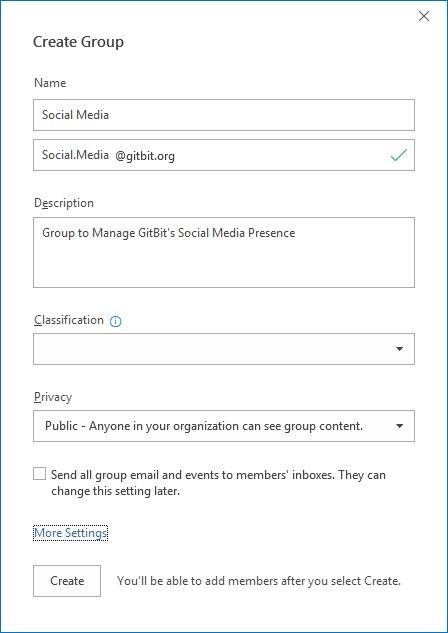 Create Group
Name
Social Media
Social.Media @gitbit.org
Description
Group to Manage GitBit's Social Media Presence
Classification
Privacy
Public - Anyone in your organization can see group content.
Send all group email and events to members' inboxes. They can
change this setting later.
More Settings
Create
You'll be able to add members after you select Create.